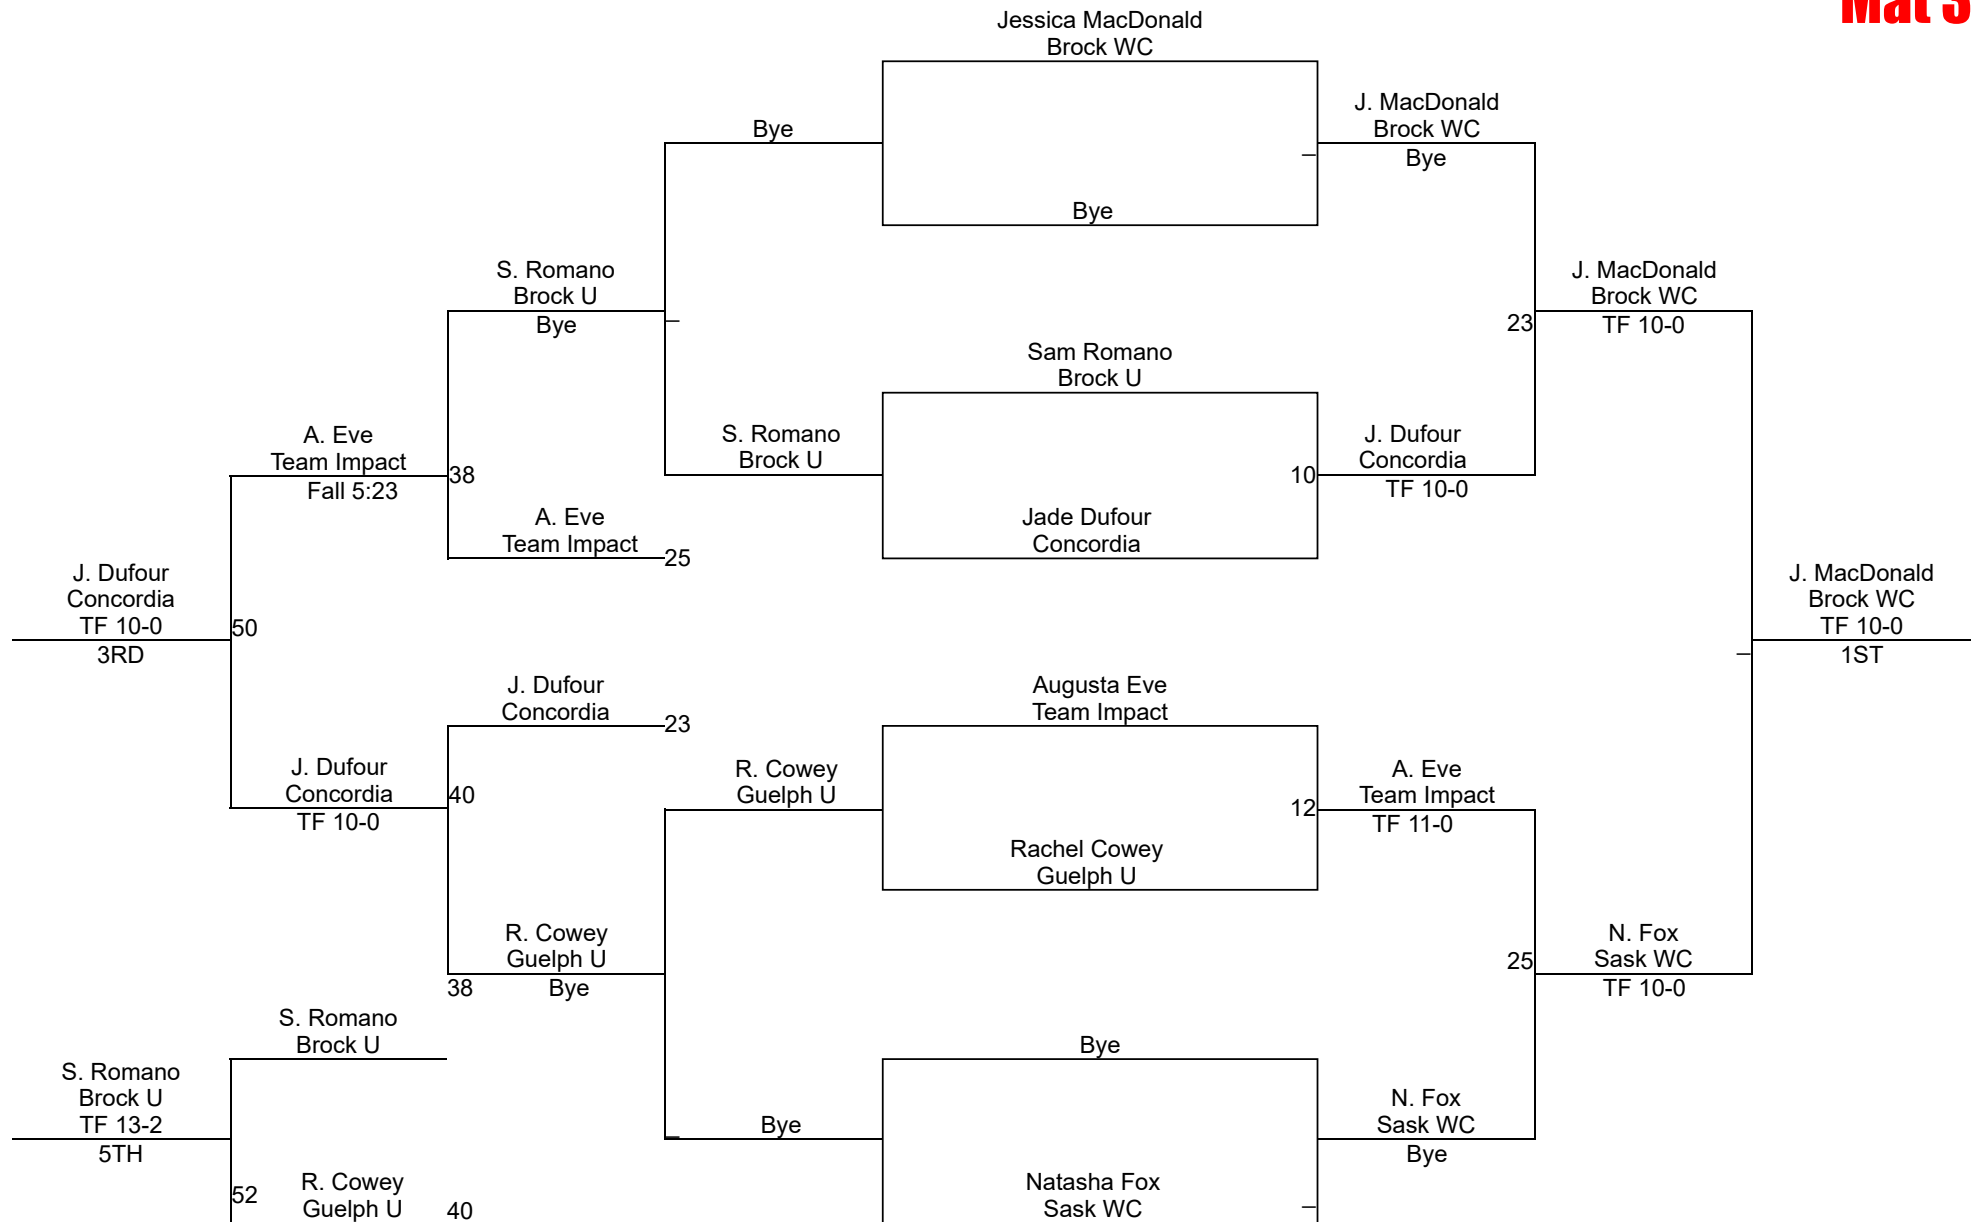 Mat 3
Jessica MacDonald
Brock WC
J. MacDonald
Brock WC
Bye
Bye
Bye
S. Romano
Brock U
Bye
J. MacDonald
Brock WC
TF 10-0
23
Sam Romano
Brock U
A. Eve
Team Impact
Fall 5:23
38
S. Romano
Brock U
10
J. Dufour
Concordia
TF 10-0
A. Eve
Team Impact
25
Jade Dufour
Concordia
J. Dufour
Concordia
TF 10-0
3RD
50
J. MacDonald
Brock WC
TF 10-0
1ST
J. Dufour
Concordia
23
Augusta Eve
Team Impact
J. Dufour
Concordia
TF 10-0
40
R. Cowey
Guelph U
12
A. Eve
Team Impact
TF 11-0
Rachel Cowey
Guelph U
R. Cowey
Guelph U
Bye
38
25
N. Fox
Sask WC
TF 10-0
S. Romano
Brock U
Bye
S. Romano
Brock U
TF 13-2
5TH
Bye
N. Fox
Sask WC
Bye
52
R. Cowey
Guelph U
40
Natasha Fox
Sask WC